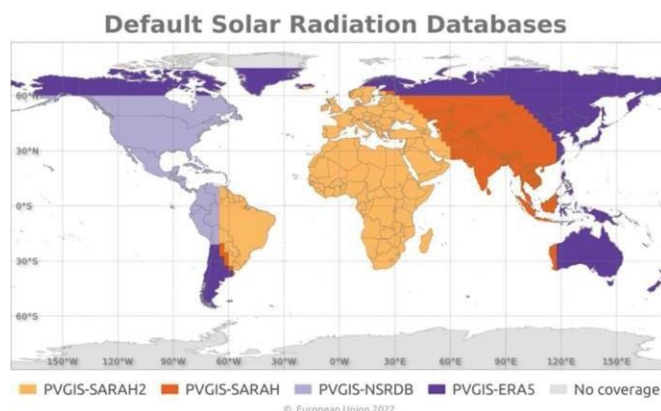 Default Solar Radiation Databases
60°N
30°N
0°S
30°S
60°S
150°W 120°W 90°W 60°W 30°W 0°W 30°E 60°E 90°E 120°E 150°E
PVGIS-SARAH2 PVGIS-SARAH PVGIS-NSRDB PVGIS-ERA5 No coverage
© European Union 2022